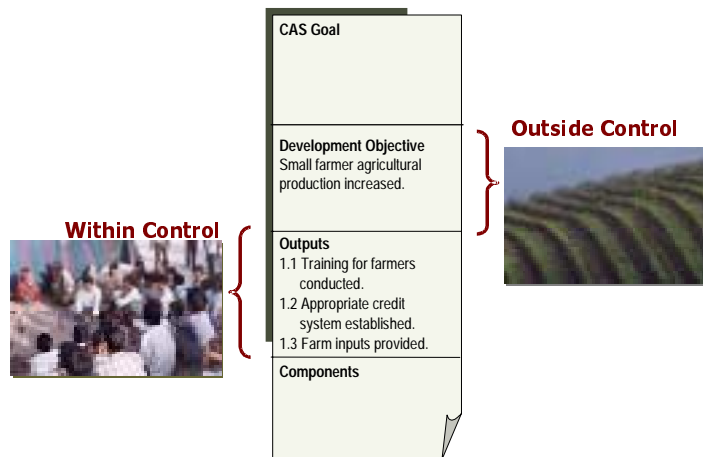 CAS Goal
Outside Control
Development Objective
Small farmer agricultural
production increased.
Within Control
Outputs
1.1 Training for farmers
conducted.
1.2 Appropriate credit
system established.
1.3 Farm inputs provided.
Components